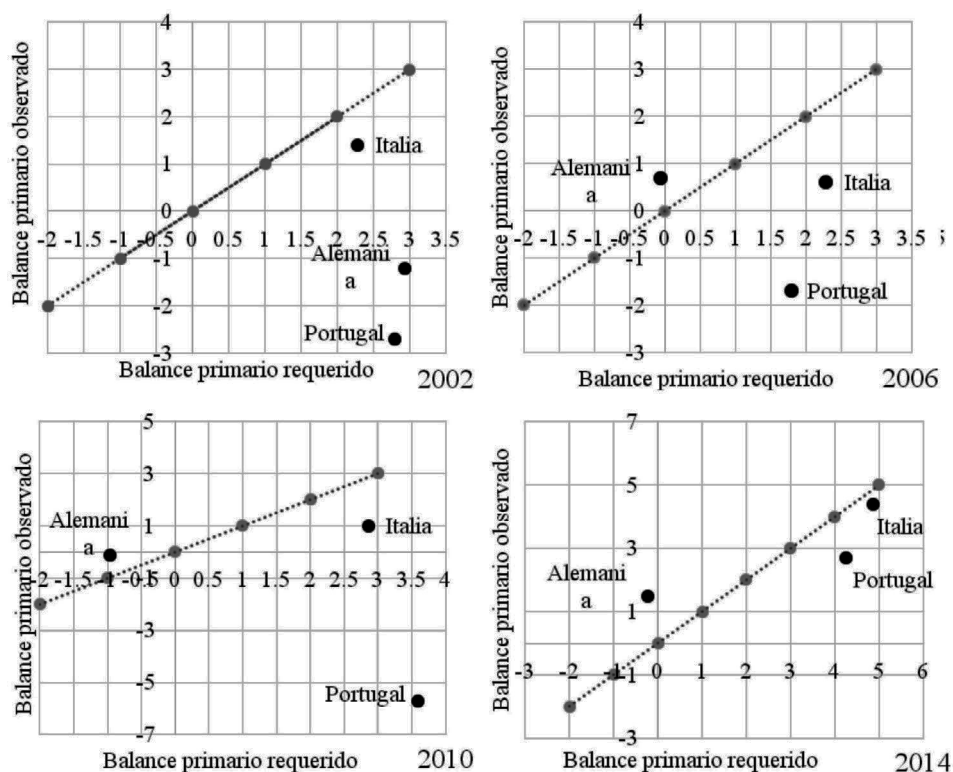 4
3
2
1
0
-1
-2
-3
-2 -1.5 -1 -0.5 0 0.5 1 1.5 2 2.5 3 3.5
Italia
Alemani
a
Portugal
Balance primario observado
Balance primario requerido
2002
4
3
2
1
0
-1
-2
-3
-2 -1.5 -1 -0.5 0 0.5 1 1.5 2 2.5 3 3.5
Alemani
a
Italia
Portugal
Balance primario observado
Balance primario requerido
2006
5
3
1
-1
-3
-5
-7
-2 -1.5 -1 -0.5 0 0.5 1 1.5 2 2.5 3 3.5 4
Alemani
a
Italia
Portugal
Balance primario observado
Balance primario requerido
2010
7
5
3
1
-1
-3
-3 -2 -1 0 1 2 3 4 5 6
Italia
Portugal
Alemani
a
Balance primario observado
Balance primario requerido
2014